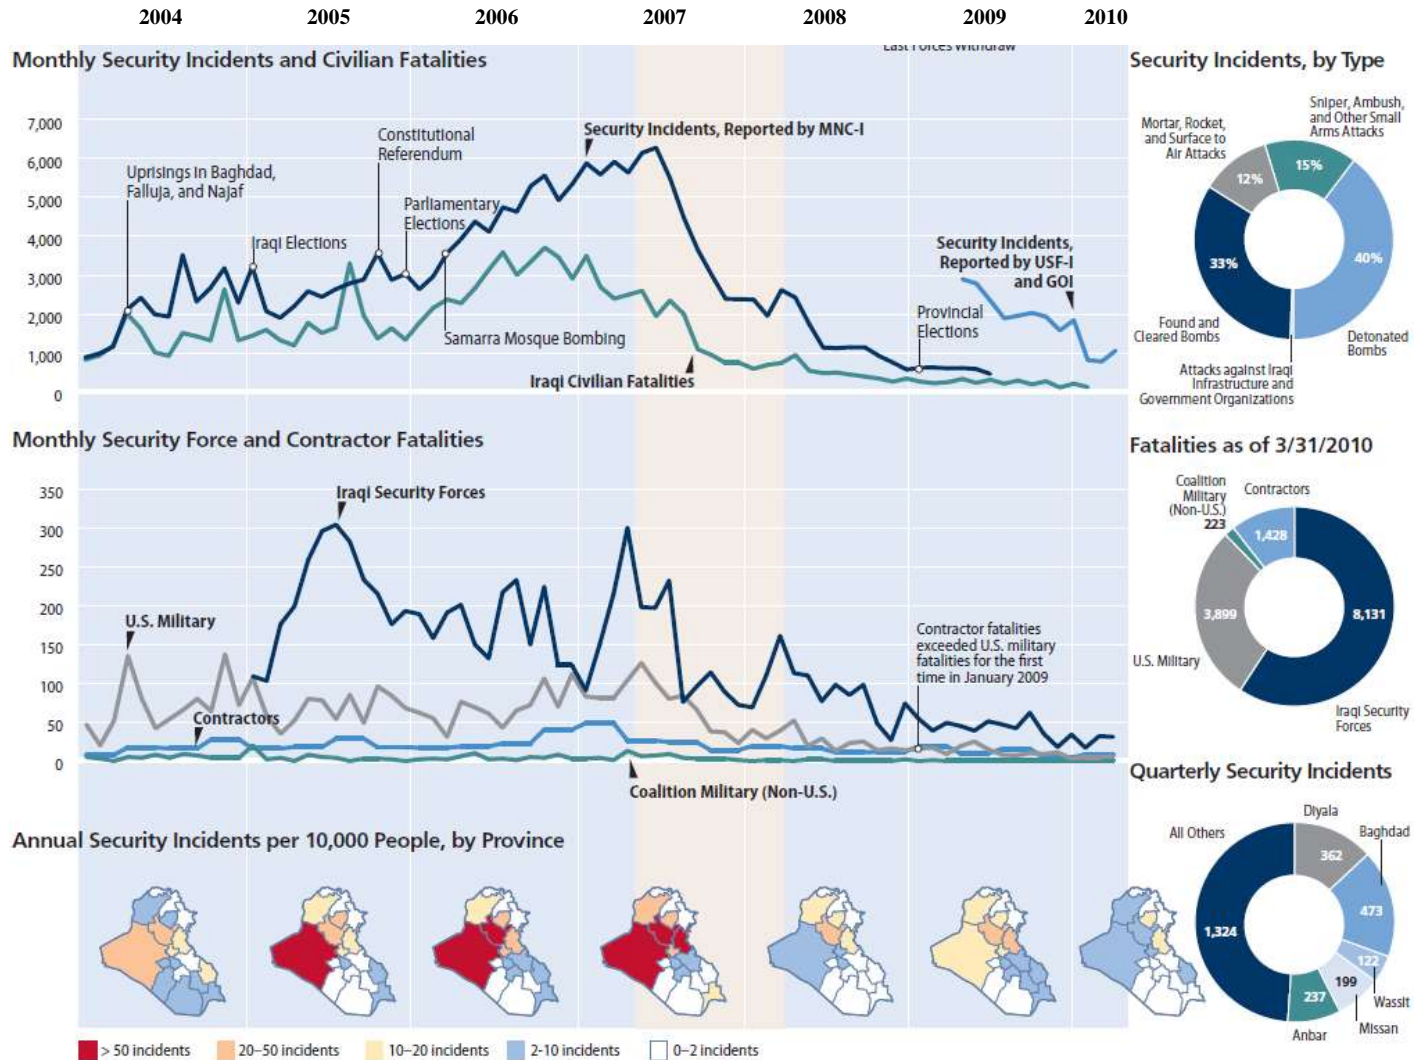 2004 2005 2006 2007 2008 2009 2010
Last Forces Withdraw
Monthly Security Incidents and Civilian Fatalities
7,000
6,000
5,000
4,000
3,000
2,000
1,000
0
Uprisings in Baghdad,
Falluja, and Najaf
Iraqi Elections
Constitutional
Referendum
Parliamentary
Elections
Samarra Mosque Bombing
Security Incidents, Reported by MNC-I
Iraqi Civilian Fatalities
Security Incidents,
Reported by USF-I
and GOI
Provincial
Elections
Security Incidents, by Type
Mortar, Rocket,
and Surface to
Air Attacks
Sniper, Ambush,
and Other Small
Arms Attacks
12%
15%
33%
40%
Found and
Cleared Bombs
Detonated
Bombs
Attacks against Iraqi
Infrastructure and
Government Organizations
Monthly Security Force and Contractor Fatalities
350
300
250
200
150
100
50
0
Iraqi Security Forces
U.S. Military
Contractors
Coalition Military (Non-U.S.)
Contractor fatalities
exceeded U.S. military
fatalities for the first
time in January 2009
Fatalities as of 3/31/2010
Coalition
Military
(Non-U.S.)
223
Contractors
1,428
3,899
8,131
U.S. Military
Iraqi Security
Forces
Annual Security Incidents per 10,000 People, by Province
> 50 incidents
20–50 incidents
10–20 incidents
2-10 incidents
0–2 incidents
Quarterly Security Incidents
All Others
Diyala
Baghdad
362
473
1,324
122
199
237
Wassit
Missan
Anbar